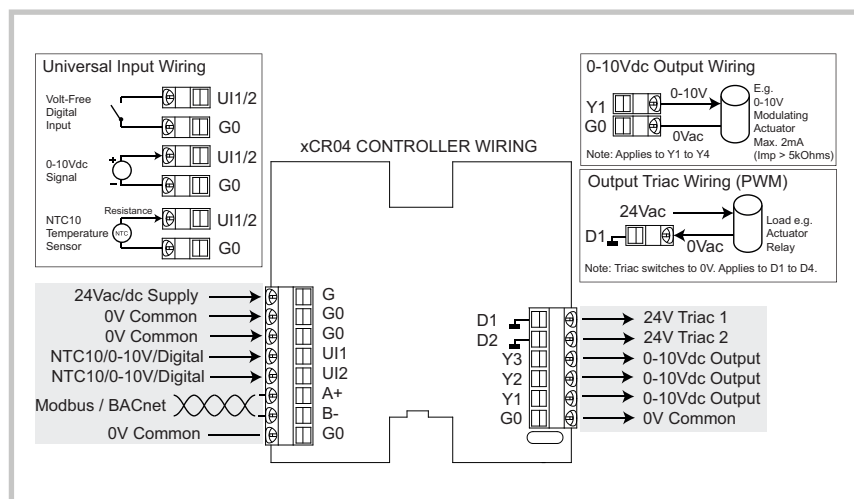 Universal Input Wiring
Volt-Free
Digital
Input
UI1/2
G0
0-10Vdc
Signal
+
-
UI1/2
G0
NTC10
Temperature
Sensor
Resistance
NTC
UI1/2
G0
xCR04 CONTROLLER WIRING
0-10Vdc Output Wiring
Y1
G0
0-10V
0Vac
E.g.
0-10V
Modulating
Actuator
Max. 2mA
(Imp > 5kOhms)
Note: Applies to Y1 to Y4
Output Triac Wiring (PWM)
24Vac
D1
0Vac
Load e.g.
Actuator
Relay
Note: Triac switches to 0V. Applies to D1 to D4.
24Vac/dc Supply G
0V Common G0
0V Common G0
NTC10/0-10V/Digital UI1
NTC10/0-10V/Digital UI2
Modbus / BACnet A+
B-
0V Common G0
D1 24V Triac 1
D2 24V Triac 2
Y3 0-10Vdc Output
Y2 0-10Vdc Output
Y1 0-10Vdc Output
G0 0V Common